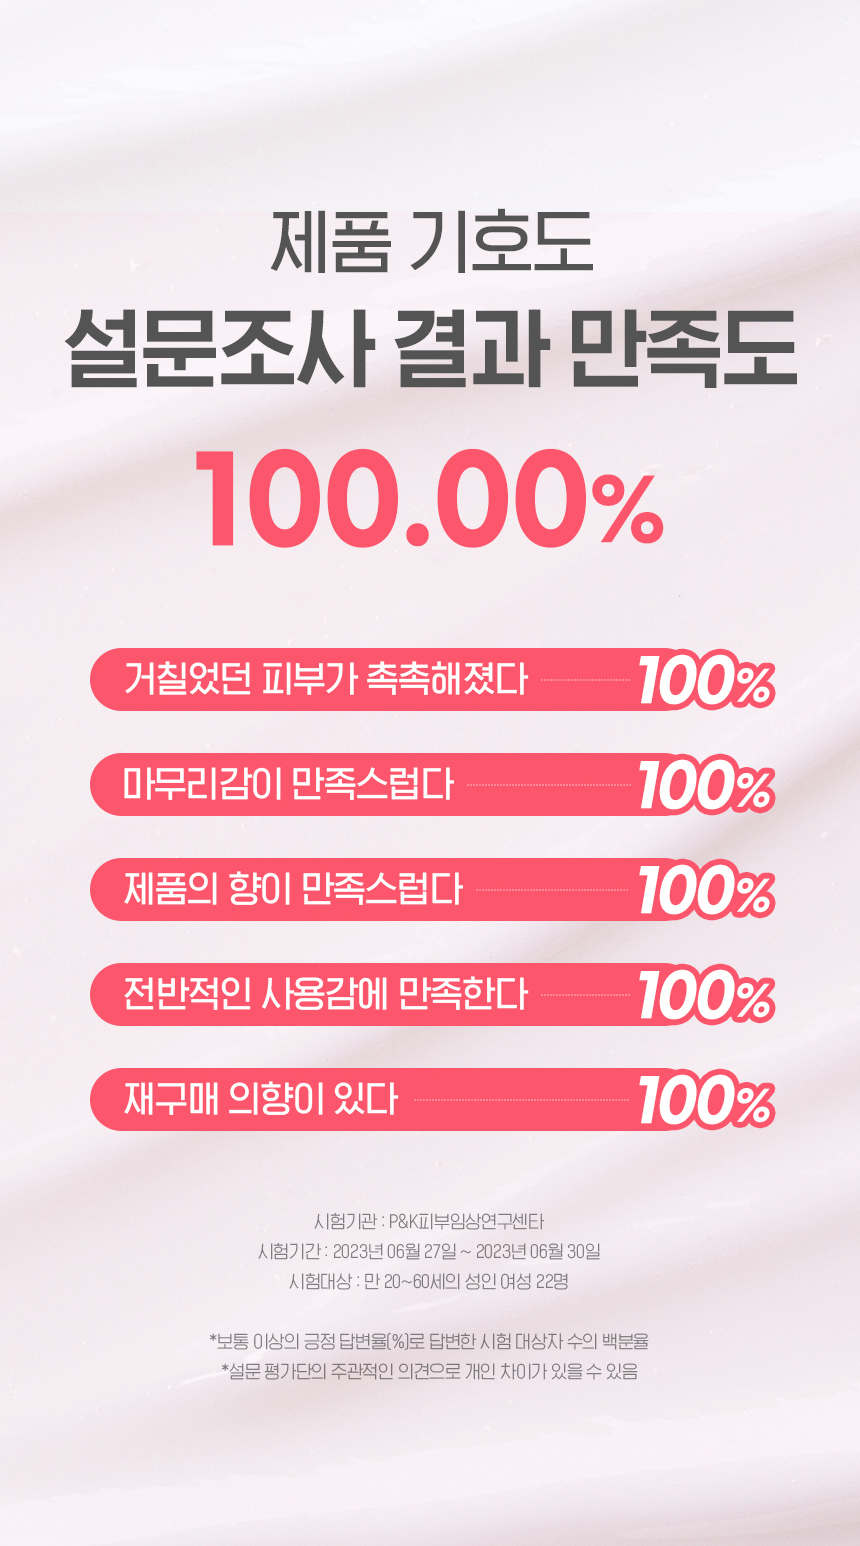 제품 기호도
설문조사 결과 만족도
100.00%
거칠었던 피부가 촉촉해졌다 100%
마무리감이 만족스럽다 100%
제품의 향이 만족스럽다 100%
전반적인 사용감에 만족한다 100%
재구매 의향이 있다 100%
시험기관 : P&K피부임상연구센타
시험기간 : 2023년 06월 27일 ~ 2023년 06월 30일
시험대상 : 만 20~60세의 성인 여성 22명
*보통 이상의 긍정 답변율(%)로 답변한 시험 대상자 수의 백분율
*설문 평가단의 주관적인 의견으로 개인 차이가 있을 수 있음